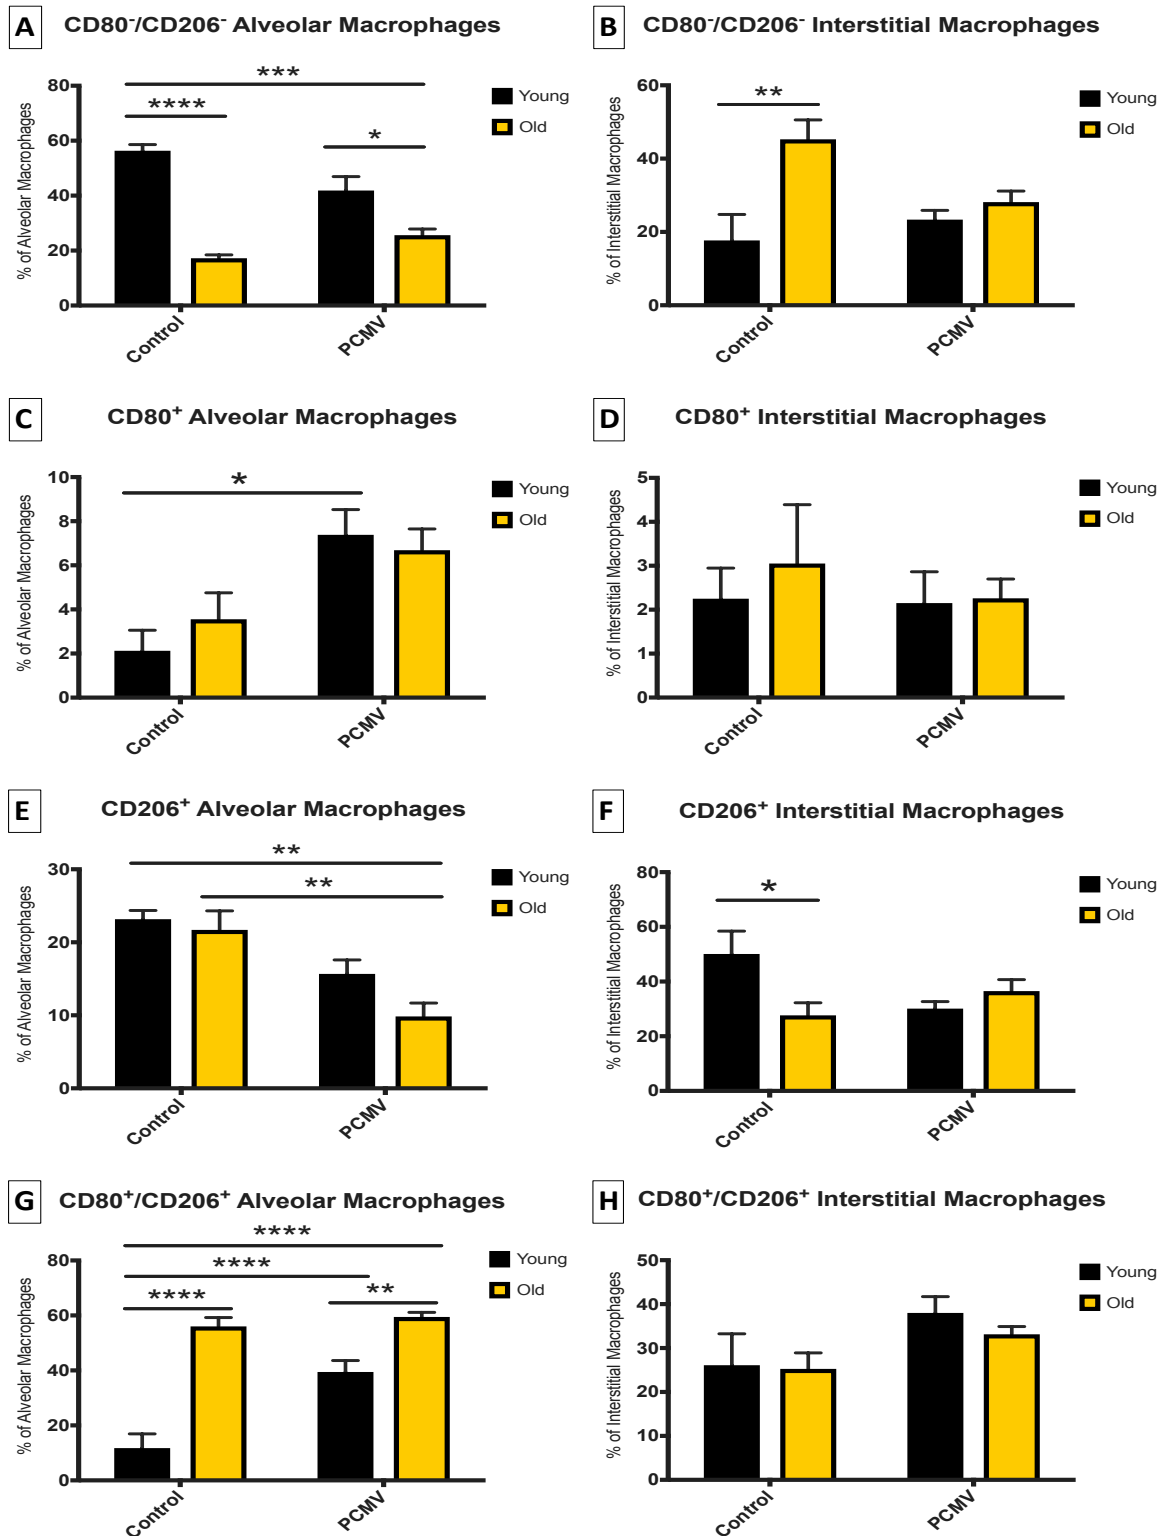 A CD80⁻/CD206⁻ Alveolar Macrophages
% of Alveolar Macrophages
80
60
40
20
0
***
****
*
Young
Old
Control
PCMV
B CD80⁻/CD206⁻ Interstitial Macrophages
% of Interstitial Macrophages
60
40
20
0
**
Young
Old
Control
PCMV
C CD80⁺ Alveolar Macrophages
% of Alveolar Macrophages
10
8
6
4
2
0
*
Young
Old
Control
PCMV
D CD80⁺ Interstitial Macrophages
% of Interstitial Macrophages
5
4
3
2
1
0
Young
Old
Control
PCMV
E CD206⁺ Alveolar Macrophages
% of Alveolar Macrophages
30
20
10
0
**
**
Young
Old
Control
PCMV
F CD206⁺ Interstitial Macrophages
% of Interstitial Macrophages
80
60
40
20
0
*
Young
Old
Control
PCMV
G CD80⁺/CD206⁺ Alveolar Macrophages
% of Alveolar Macrophages
80
60
40
20
0
****
****
****
**
Young
Old
Control
PCMV
H CD80⁺/CD206⁺ Interstitial Macrophages
% of Interstitial Macrophages
50
40
30
20
10
0
Young
Old
Control
PCMV